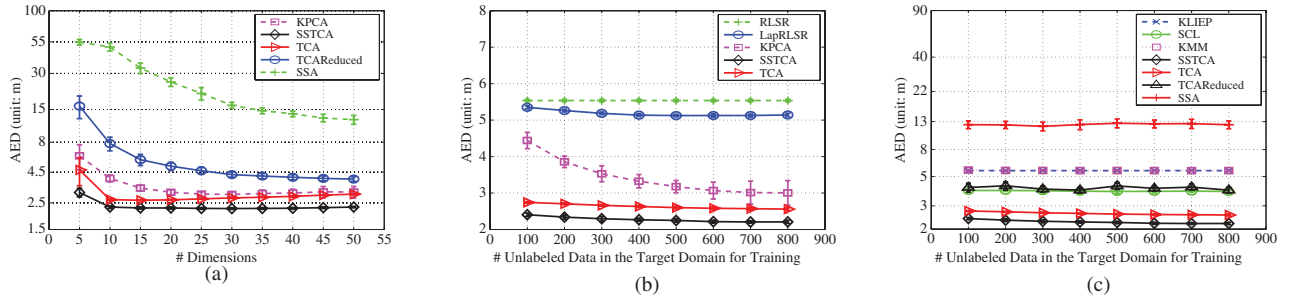 100
55
30
15
8
4.5
2.5
1.5
AED (unit: m)
0 5 10 15 20 25 30 35 40 45 50 55
# Dimensions
KPCA
SSTCA
TCA
TCAReduced
SSA
(a)
8
7
6
5
4
3
2
AED (unit: m)
0 100 200 300 400 500 600 700 800 900
# Unlabeled Data in the Target Domain for Training
RLSR
LapRLSR
KPCA
SSTCA
TCA
(b)
90
40
22
13
8
5
3
2
AED (unit: m)
0 100 200 300 400 500 600 700 800 900
# Unlabeled Data in the Target Domain for Training
KLIEP
SCL
KMM
SSTCA
TCA
TCAReduced
SSA
(c)